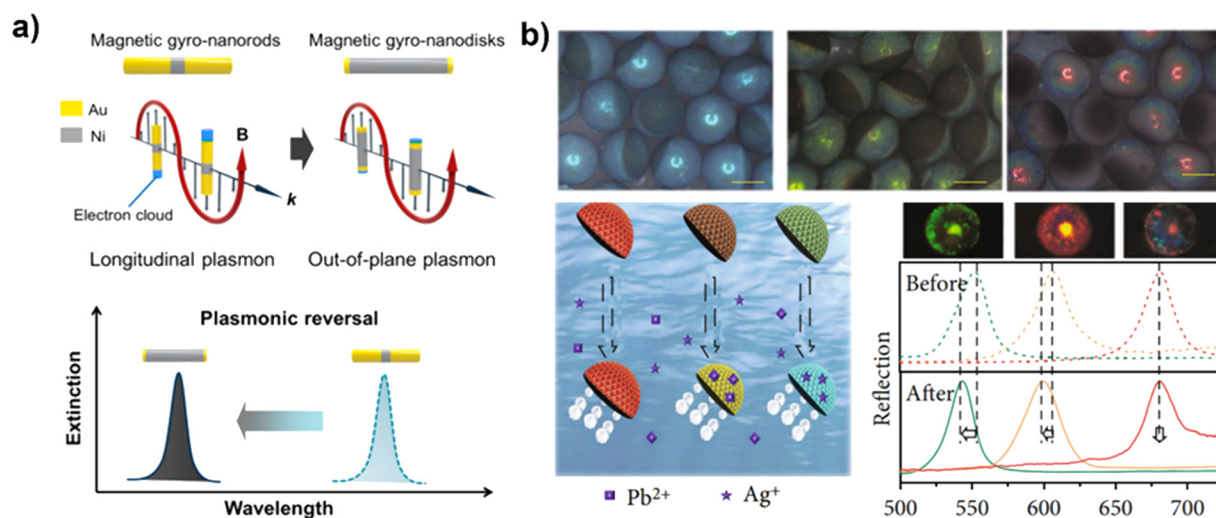 a)
Magnetic gyro-nanorods
Magnetic gyro-nanodisks
Au
Ni
B
k
Electron cloud
Longitudinal plasmon
Out-of-plane plasmon
Plasmonic reversal
Extinction
Wavelength
b)
Pb²⁺
Ag⁺
Before
After
Reflection
500
550
600
650
700